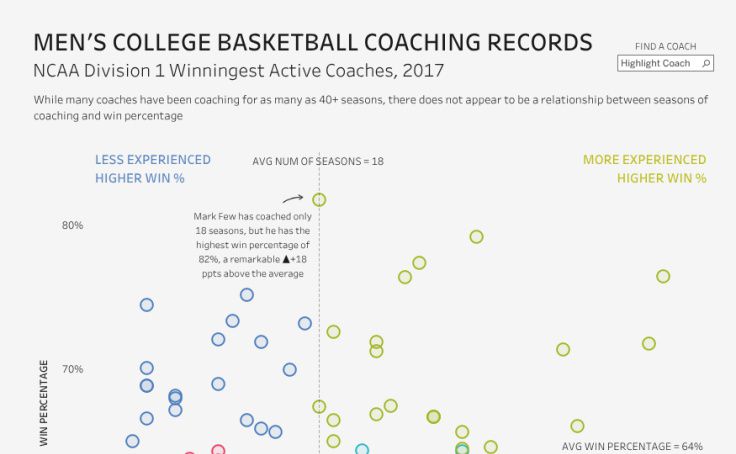 MEN'S COLLEGE BASKETBALL COACHING RECORDS
NCAA Division 1 Winningest Active Coaches, 2017
FIND A COACH
Highlight Coach
While many coaches have been coaching for as many as 40+ seasons, there does not appear to be a relationship between seasons of
coaching and win percentage
LESS EXPERIENCED
HIGHER WIN %
AVG NUM OF SEASONS = 18
MORE EXPERIENCED
HIGHER WIN %
Mark Few has coached only
18 seasons, but he has the
highest win percentage of
82%, a remarkable ▲+18
ppts above the average
80%
70%
WIN PERCENTAGE
AVG WIN PERCENTAGE = 64%